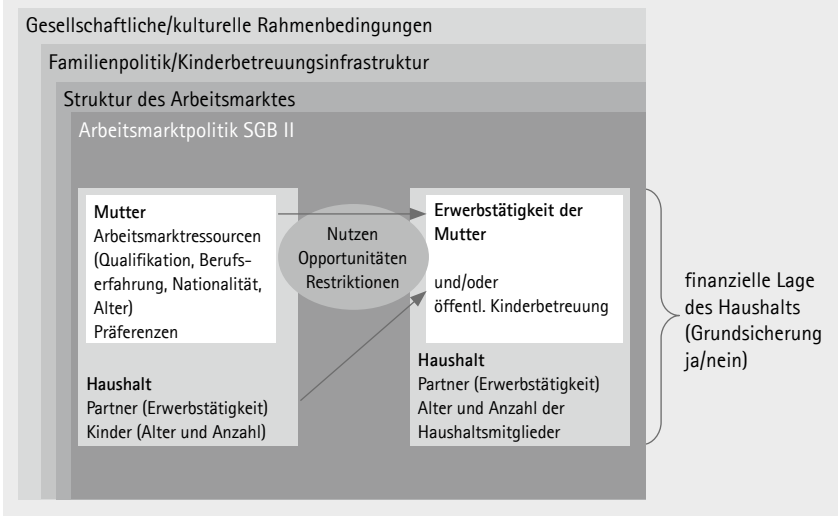 Gesellschaftliche/kulturelle Rahmenbedingungen
Familienpolitik/Kinderbetreuungsinfrastruktur
Struktur des Arbeitsmarktes
Arbeitsmarktpolitik SGB II
Mutter
Arbeitsmarktressourcen
(Qualifikation, Berufs-
erfahrung, Nationalität,
Alter)
Präferenzen
Haushalt
Partner (Erwerbstätigkeit)
Kinder (Alter und Anzahl)
Nutzen
Opportunitäten
Restriktionen
Erwerbstätigkeit der
Mutter
und/oder
öffentl. Kinderbetreuung
Haushalt
Partner (Erwerbstätigkeit)
Alter und Anzahl der
Haushaltsmitglieder
finanzielle Lage
des Haushalts
(Grundsicherung
ja/nein)